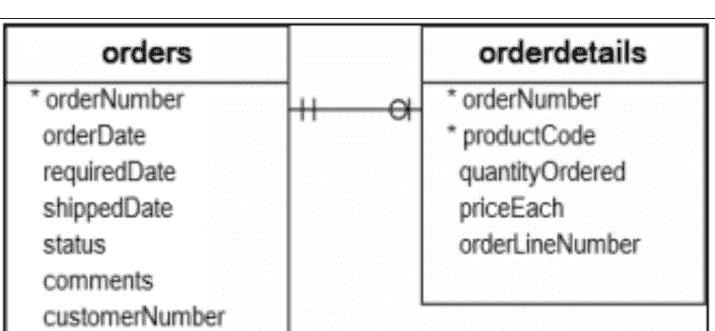 orders
* orderNumber
orderDate
requiredDate
shippedDate
status
comments
customerNumber
orderdetails
* orderNumber
* productCode
quantityOrdered
priceEach
orderLineNumber